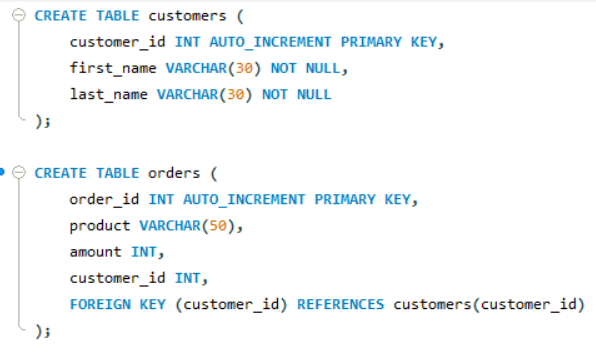 CREATE TABLE customers (
    customer_id INT AUTO_INCREMENT PRIMARY KEY,
    first_name VARCHAR(30) NOT NULL,
    last_name VARCHAR(30) NOT NULL
);
CREATE TABLE orders (
    order_id INT AUTO_INCREMENT PRIMARY KEY,
    product VARCHAR(50),
    amount INT,
    customer_id INT,
    FOREIGN KEY (customer_id) REFERENCES customers(customer_id)
);